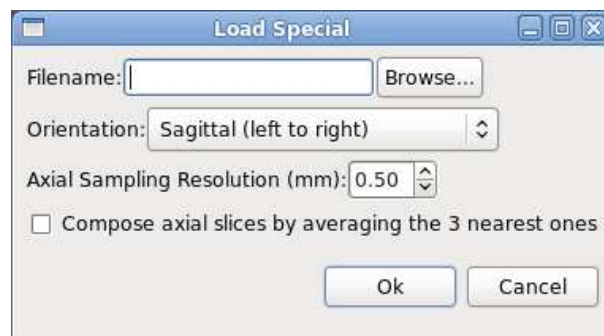 Load Special
Filename: Browse...
Orientation: Sagittal (left to right)
Axial Sampling Resolution (mm): 0.50
Compose axial slices by averaging the 3 nearest ones
Ok Cancel